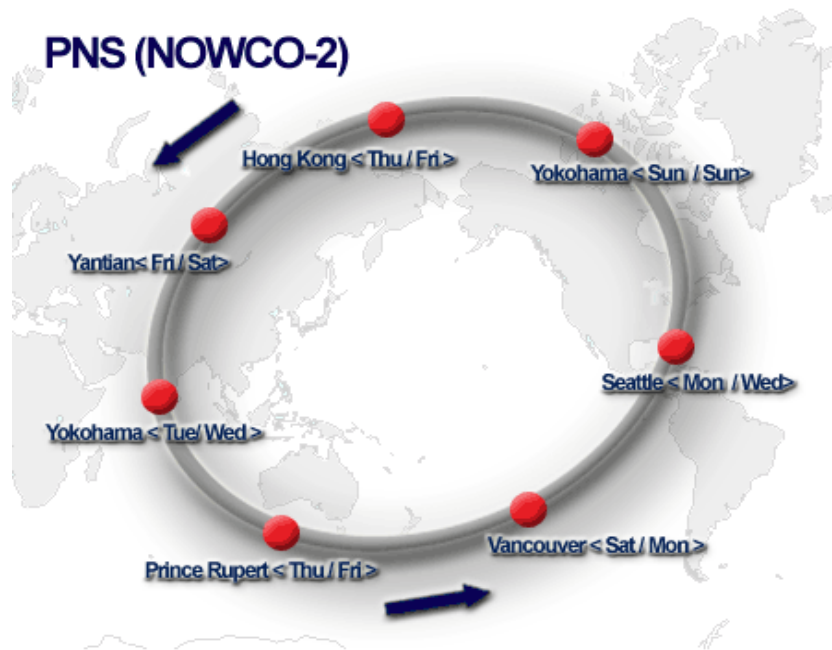 PNS (NOWCO-2)
Hong Kong < Thu / Fri >
Yokohama < Sun / Sun>
Yantian< Fri / Sat>
Seattle < Mon / Wed>
Yokohama < Tue/ Wed >
Vancouver < Sat / Mon >
Prince Rupert < Thu / Fri >